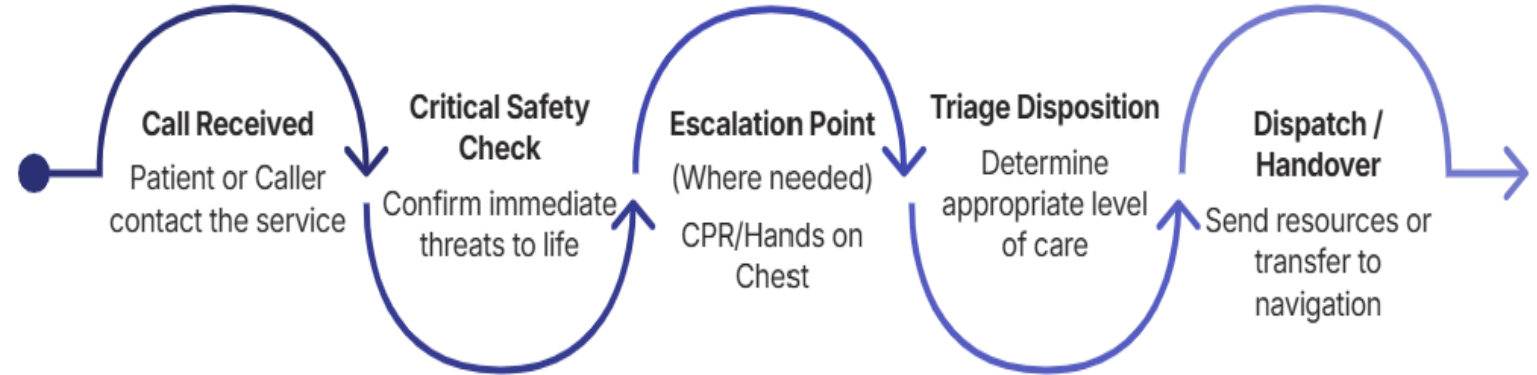 Call Received
Patient or Caller
contact the service
Critical Safety
Check
Confirm immediate
threats to life
Escalation Point
(Where needed)
CPR/Hands on
Chest
Triage Disposition
Determine
appropriate level
of care
Dispatch /
Handover
Send resources or
transfer to
navigation